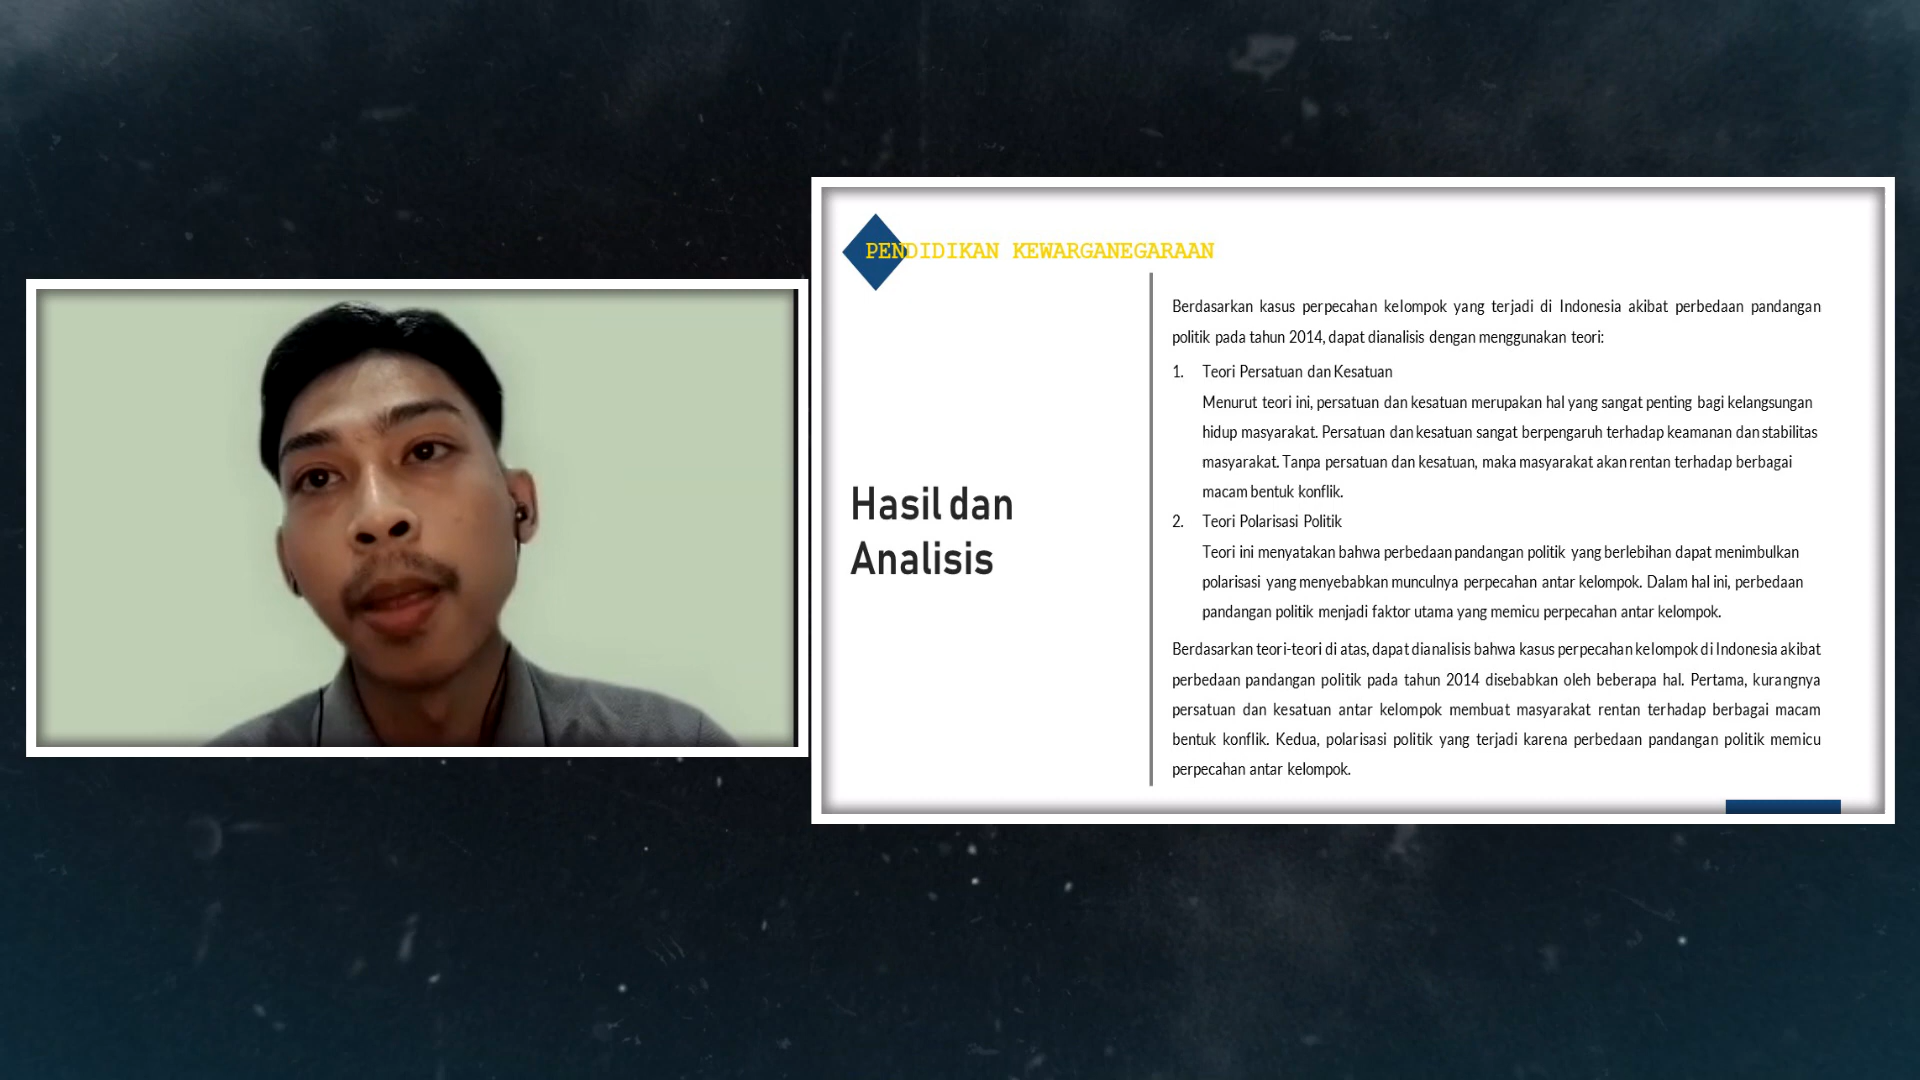 PENDIDIKAN KEWARGANEGARAAN
Hasil dan
Analisis
Berdasarkan kasus perpecahan kelompok yang terjadi di Indonesia akibat perbedaan pandangan
politik pada tahun 2014, dapat dianalisis dengan menggunakan teori:
1. Teori Persatuan dan Kesatuan
Menurut teori ini, persatuan dan kesatuan merupakan hal yang sangat penting bagi kelangsungan
hidup masyarakat. Persatuan dan kesatuan sangat berpengaruh terhadap keamanan dan stabilitas
masyarakat. Tanpa persatuan dan kesatuan, maka masyarakat akan rentan terhadap berbagai
macam bentuk konflik.
2. Teori Polarisasi Politik
Teori ini menyatakan bahwa perbedaan pandangan politik yang berlebihan dapat menimbulkan
polarisasi yang menyebabkan munculnya perpecahan antar kelompok. Dalam hal ini, perbedaan
pandangan politik menjadi faktor utama yang memicu perpecahan antar kelompok.
Berdasarkan teori-teori di atas, dapat dianalisis bahwa kasus perpecahan kelompok di Indonesia akibat
perbedaan pandangan politik pada tahun 2014 disebabkan oleh beberapa hal. Pertama, kurangnya
persatuan dan kesatuan antar kelompok membuat masyarakat rentan terhadap berbagai macam
bentuk konflik. Kedua, polarisasi politik yang terjadi karena perbedaan pandangan politik memicu
perpecahan antar kelompok.